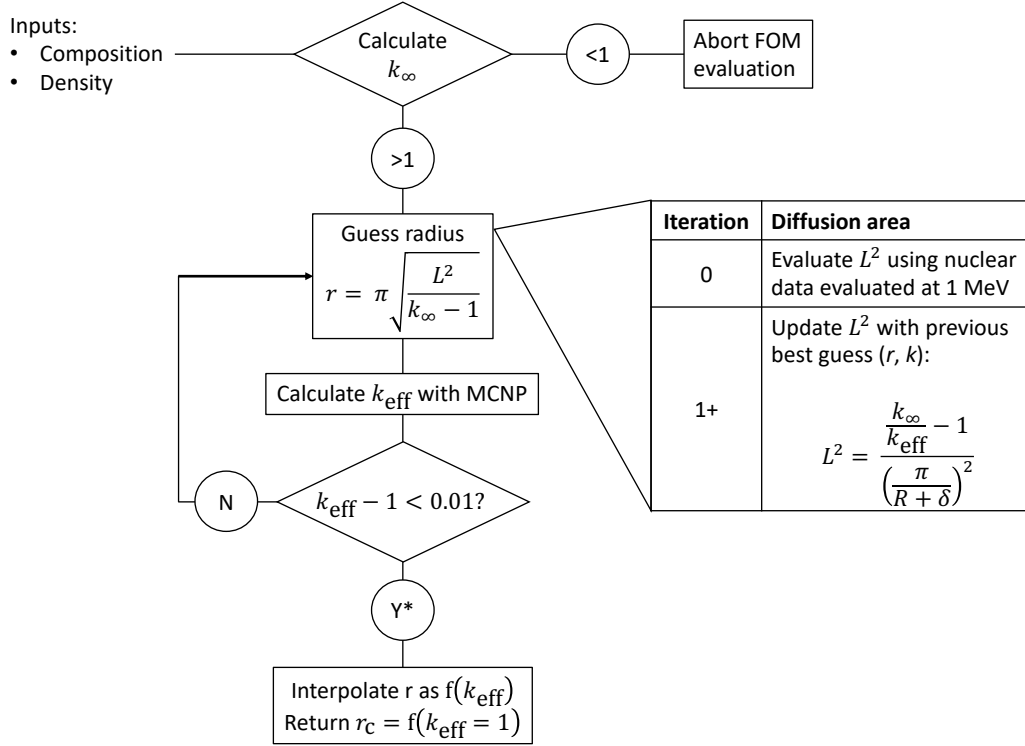 Inputs:
• Composition
• Density
Calculate
k∞
<1
Abort FOM
evaluation
>1
Guess radius
r = π√(L²/(k∞ − 1))
Calculate keff with MCNP
keff − 1 < 0.01?
N
Y*
Interpolate r as f(keff)
Return rc = f(keff = 1)
Iteration Diffusion area
0
Evaluate L² using nuclear
data evaluated at 1 MeV
1+
Update L² with previous
best guess (r, k):
L² = (k∞/keff − 1)/(π/(R + δ))²